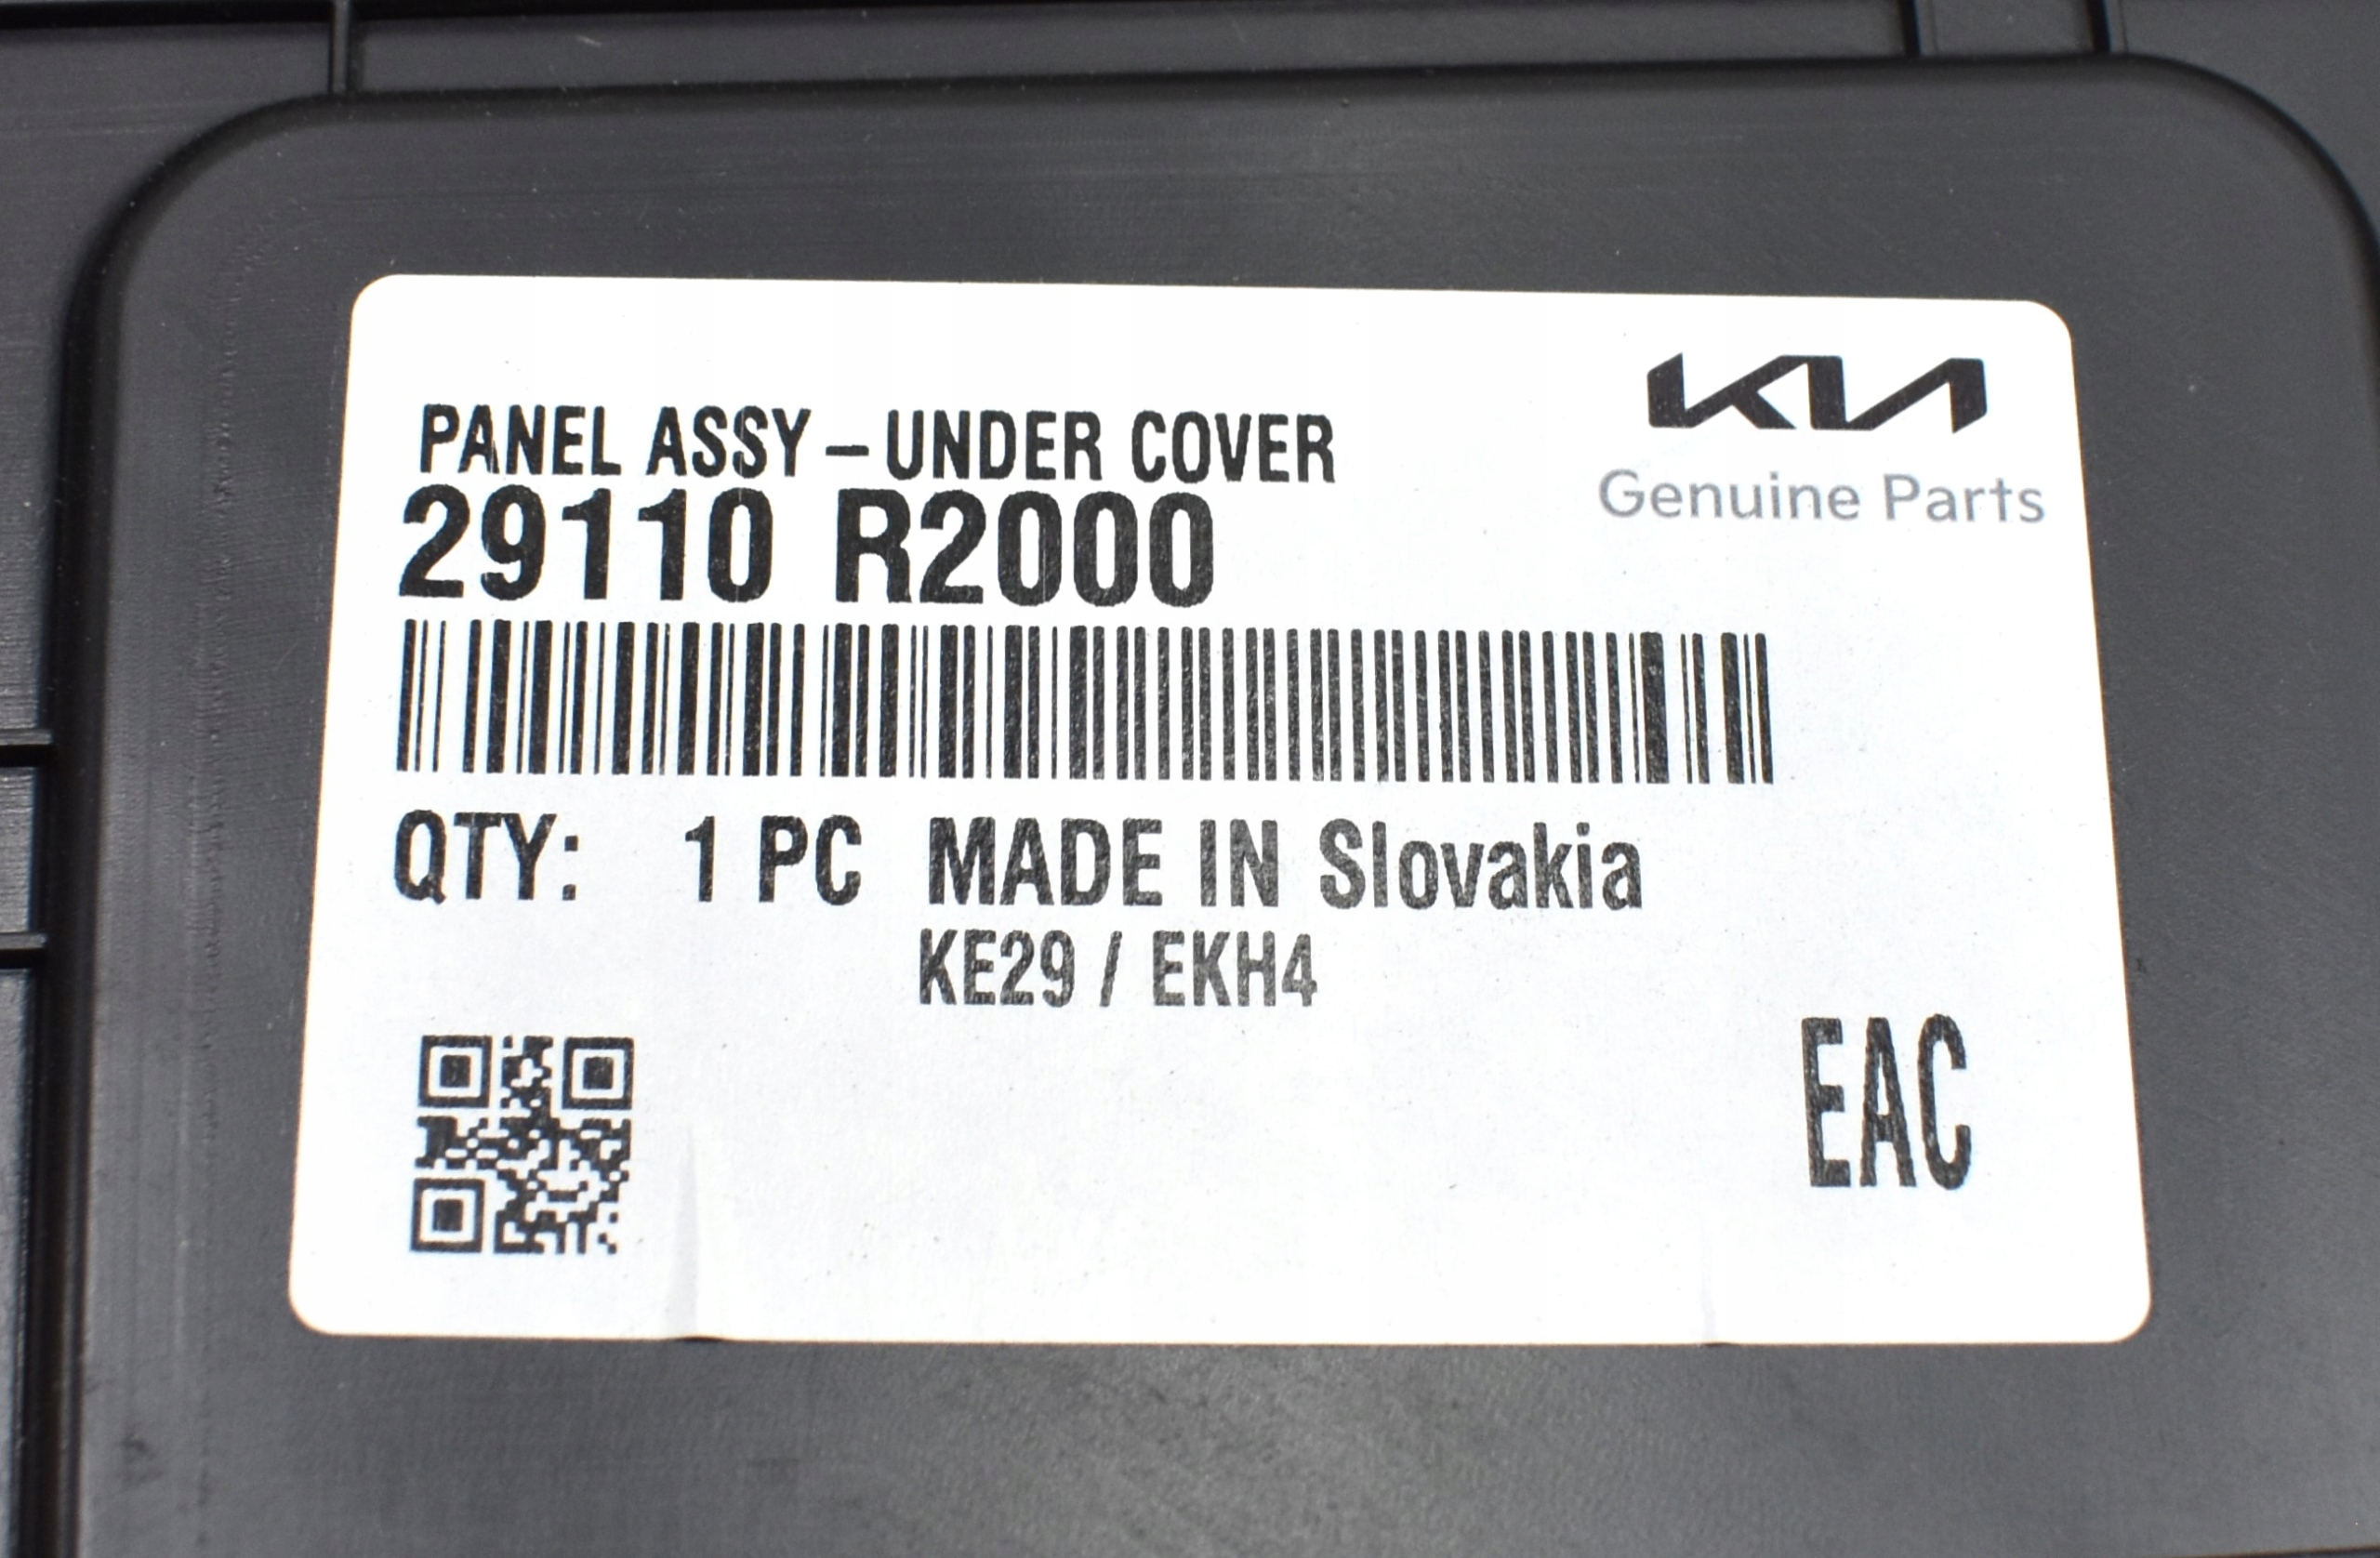 KIA
Genuine Parts
PANEL ASSY-UNDER COVER
29110 R2000
QTY: 1 PC MADE IN Slovakia
KE29 / EKH4
EAC